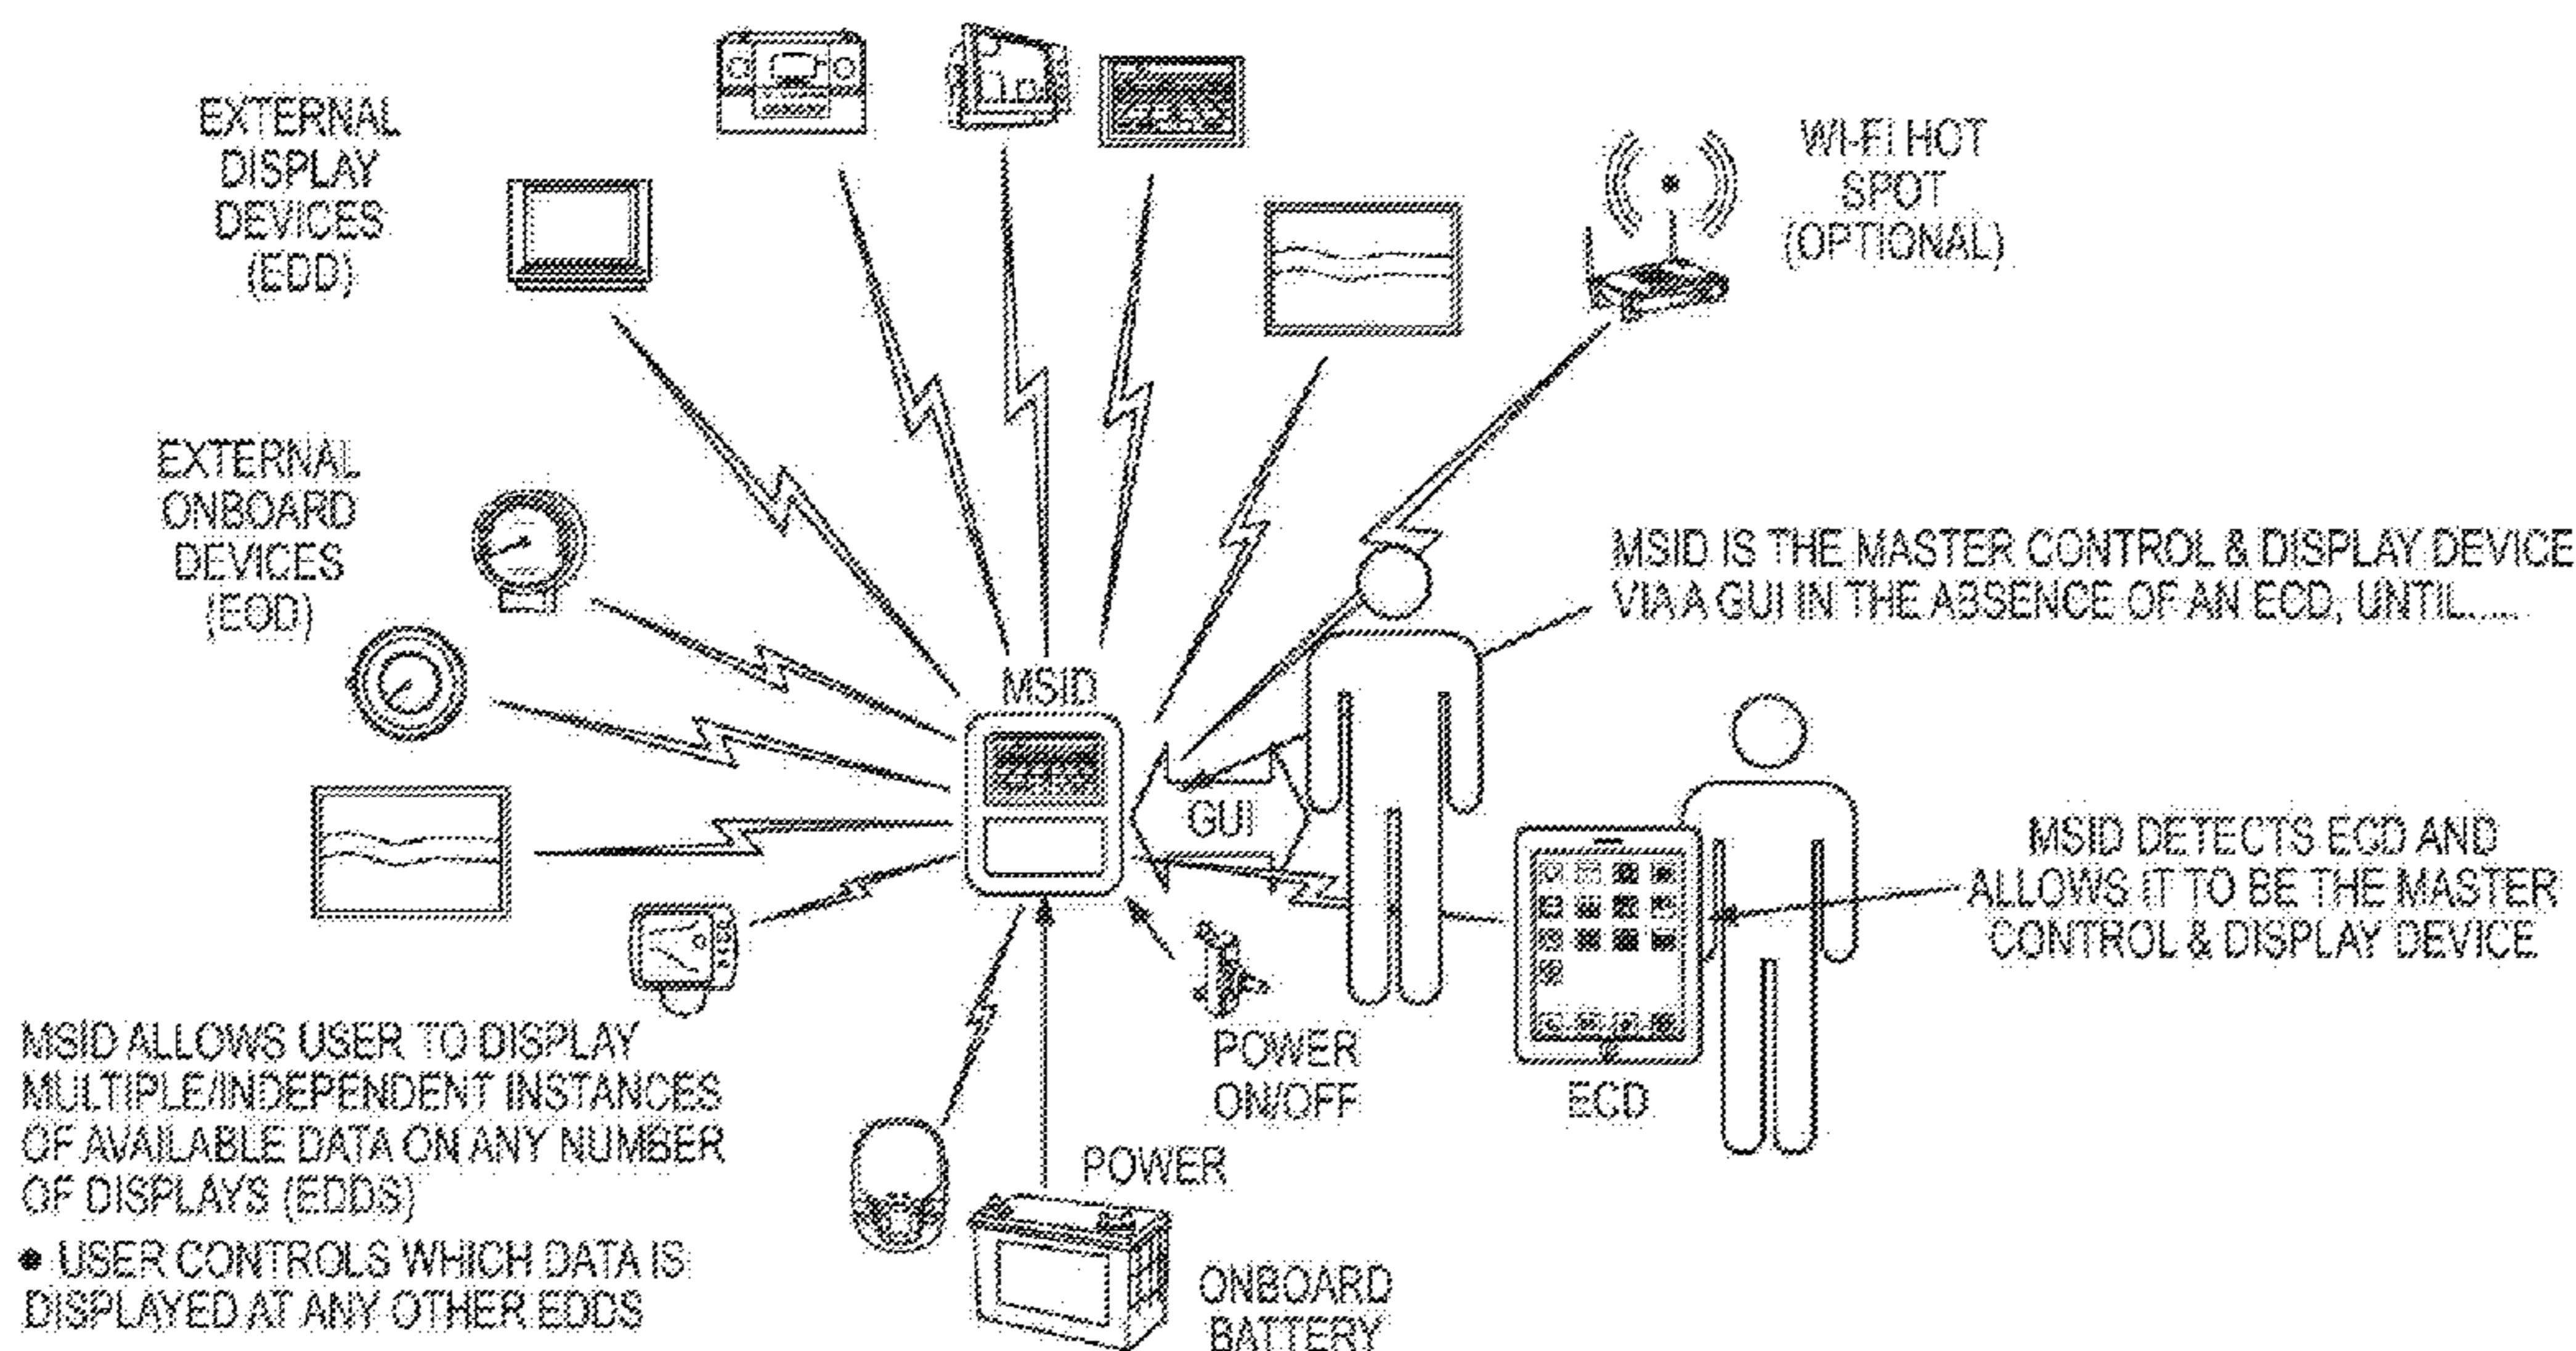 EXTERNAL
DISPLAY
DEVICES
(EDD)
WI-FI HOT
SPOT
(OPTIONAL)
EXTERNAL
ONBOARD
DEVICES
(EOD)
MSID IS THE MASTER CONTROL & DISPLAY DEVICE
VIA A GUI IN THE ABSENCE OF AN ECD, UNTIL....
MSID
GUI
MSID DETECTS ECD AND
ALLOWS IT TO BE THE MASTER
CONTROL & DISPLAY DEVICE
MSID ALLOWS USER TO DISPLAY
MULTIPLE/INDEPENDENT INSTANCES
OF AVAILABLE DATA ON ANY NUMBER
OF DISPLAYS (EDDS)
• USER CONTROLS WHICH DATA IS
DISPLAYED AT ANY OTHER EDDS
POWER
ON/OFF
ECD
POWER
ONBOARD
BATTERY